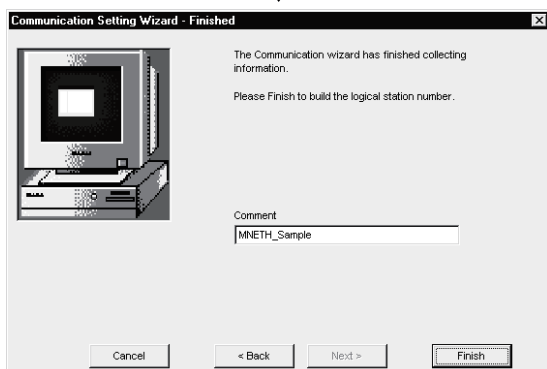 Communication Setting Wizard - Finished
The Communication wizard has finished collecting
information.
Please Finish to build the logical station number.
Comment
MNETH_Sample
Cancel
< Back
Next >
Finish